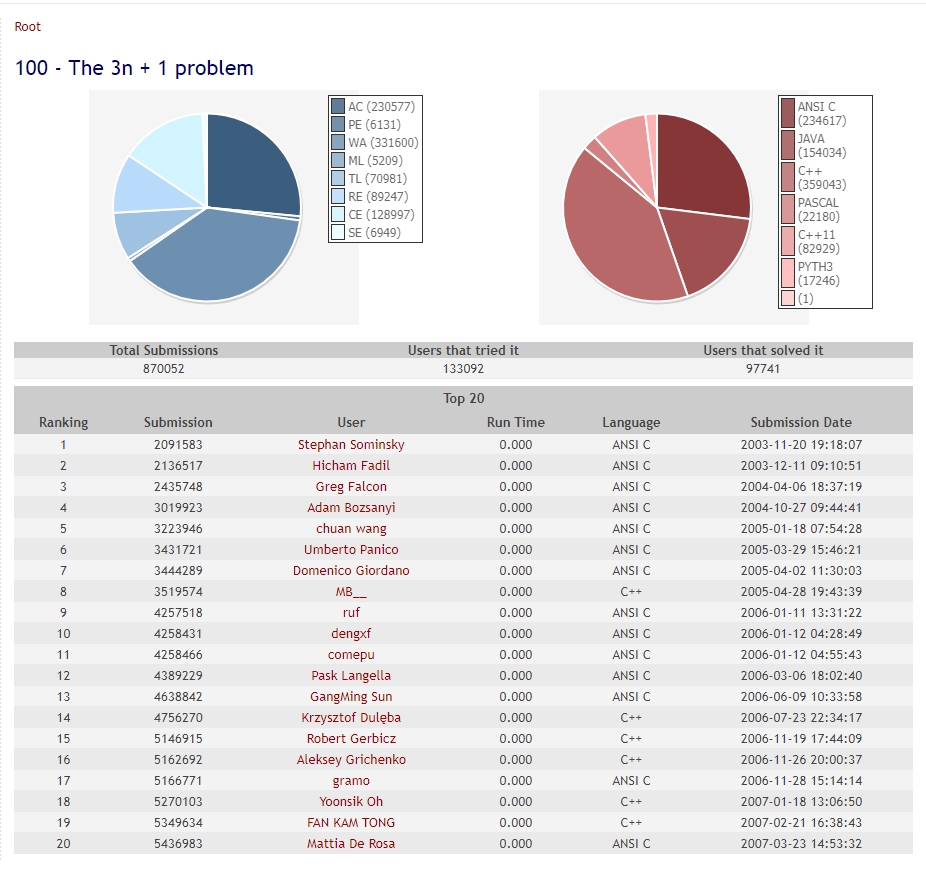 Root
100 - The 3n + 1 problem
AC (230577)
PE (6131)
WA (331600)
ML (5209)
TL (70981)
RE (89247)
CE (128997)
SE (6949)
ANSI C
(234617)
JAVA
(154034)
C++
(359043)
PASCAL
(22180)
C++11
(82929)
PYTH3
(17246)
(1)
Total Submissions Users that tried it Users that solved it
870052 133092 97741
Top 20
Ranking Submission User Run Time Language Submission Date
1 2091583 Stephan Sominsky 0.000 ANSI C 2003-11-20 19:18:07
2 2136517 Hicham Fadil 0.000 ANSI C 2003-12-11 09:10:51
3 2435748 Greg Falcon 0.000 ANSI C 2004-04-06 18:37:19
4 3019923 Adam Bozsanyi 0.000 ANSI C 2004-10-27 09:44:41
5 3223946 chuan wang 0.000 ANSI C 2005-01-18 07:54:28
6 3431721 Umberto Panico 0.000 ANSI C 2005-03-29 15:46:21
7 3444289 Domenico Giordano 0.000 ANSI C 2005-04-02 11:30:03
8 3519574 MB__ 0.000 C++ 2005-04-28 19:43:39
9 4257518 ruf 0.000 ANSI C 2006-01-11 13:31:22
10 4258431 dengxf 0.000 ANSI C 2006-01-12 04:28:49
11 4258466 comepu 0.000 ANSI C 2006-01-12 04:55:43
12 4389229 Pask Langella 0.000 ANSI C 2006-03-06 18:02:40
13 4638842 GangMing Sun 0.000 ANSI C 2006-06-09 10:33:58
14 4756270 Krzysztof Dulęba 0.000 C++ 2006-07-23 22:34:17
15 5146915 Robert Gerbicz 0.000 C++ 2006-11-19 17:44:09
16 5162692 Aleksey Grichenko 0.000 C++ 2006-11-26 20:00:37
17 5166771 gramo 0.000 ANSI C 2006-11-28 15:14:14
18 5270103 Yoonsik Oh 0.000 C++ 2007-01-18 13:06:50
19 5349634 FAN KAM TONG 0.000 C++ 2007-02-21 16:38:43
20 5436983 Mattia De Rosa 0.000 ANSI C 2007-03-23 14:53:32